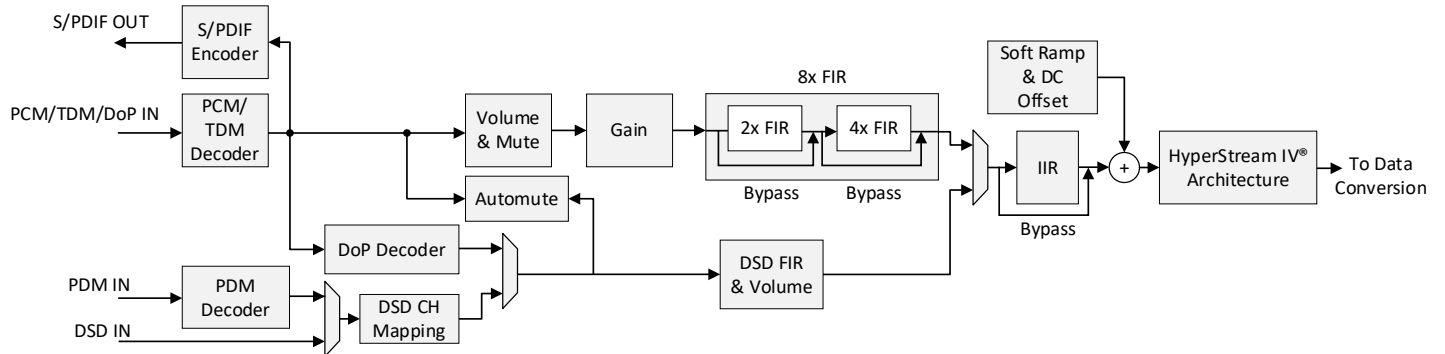 S/PDIF OUT
S/PDIF
Encoder
PCM/TDM/DoP IN
PCM/
TDM
Decoder
Volume
& Mute
Gain
8x FIR
2x FIR
4x FIR
Bypass
Bypass
Soft Ramp
& DC
Offset
IIR
Bypass
+
HyperStream IV®
Architecture
To Data
Conversion
Automute
DoP Decoder
PDM IN
PDM
Decoder
DSD IN
DSD CH
Mapping
DSD FIR
& Volume